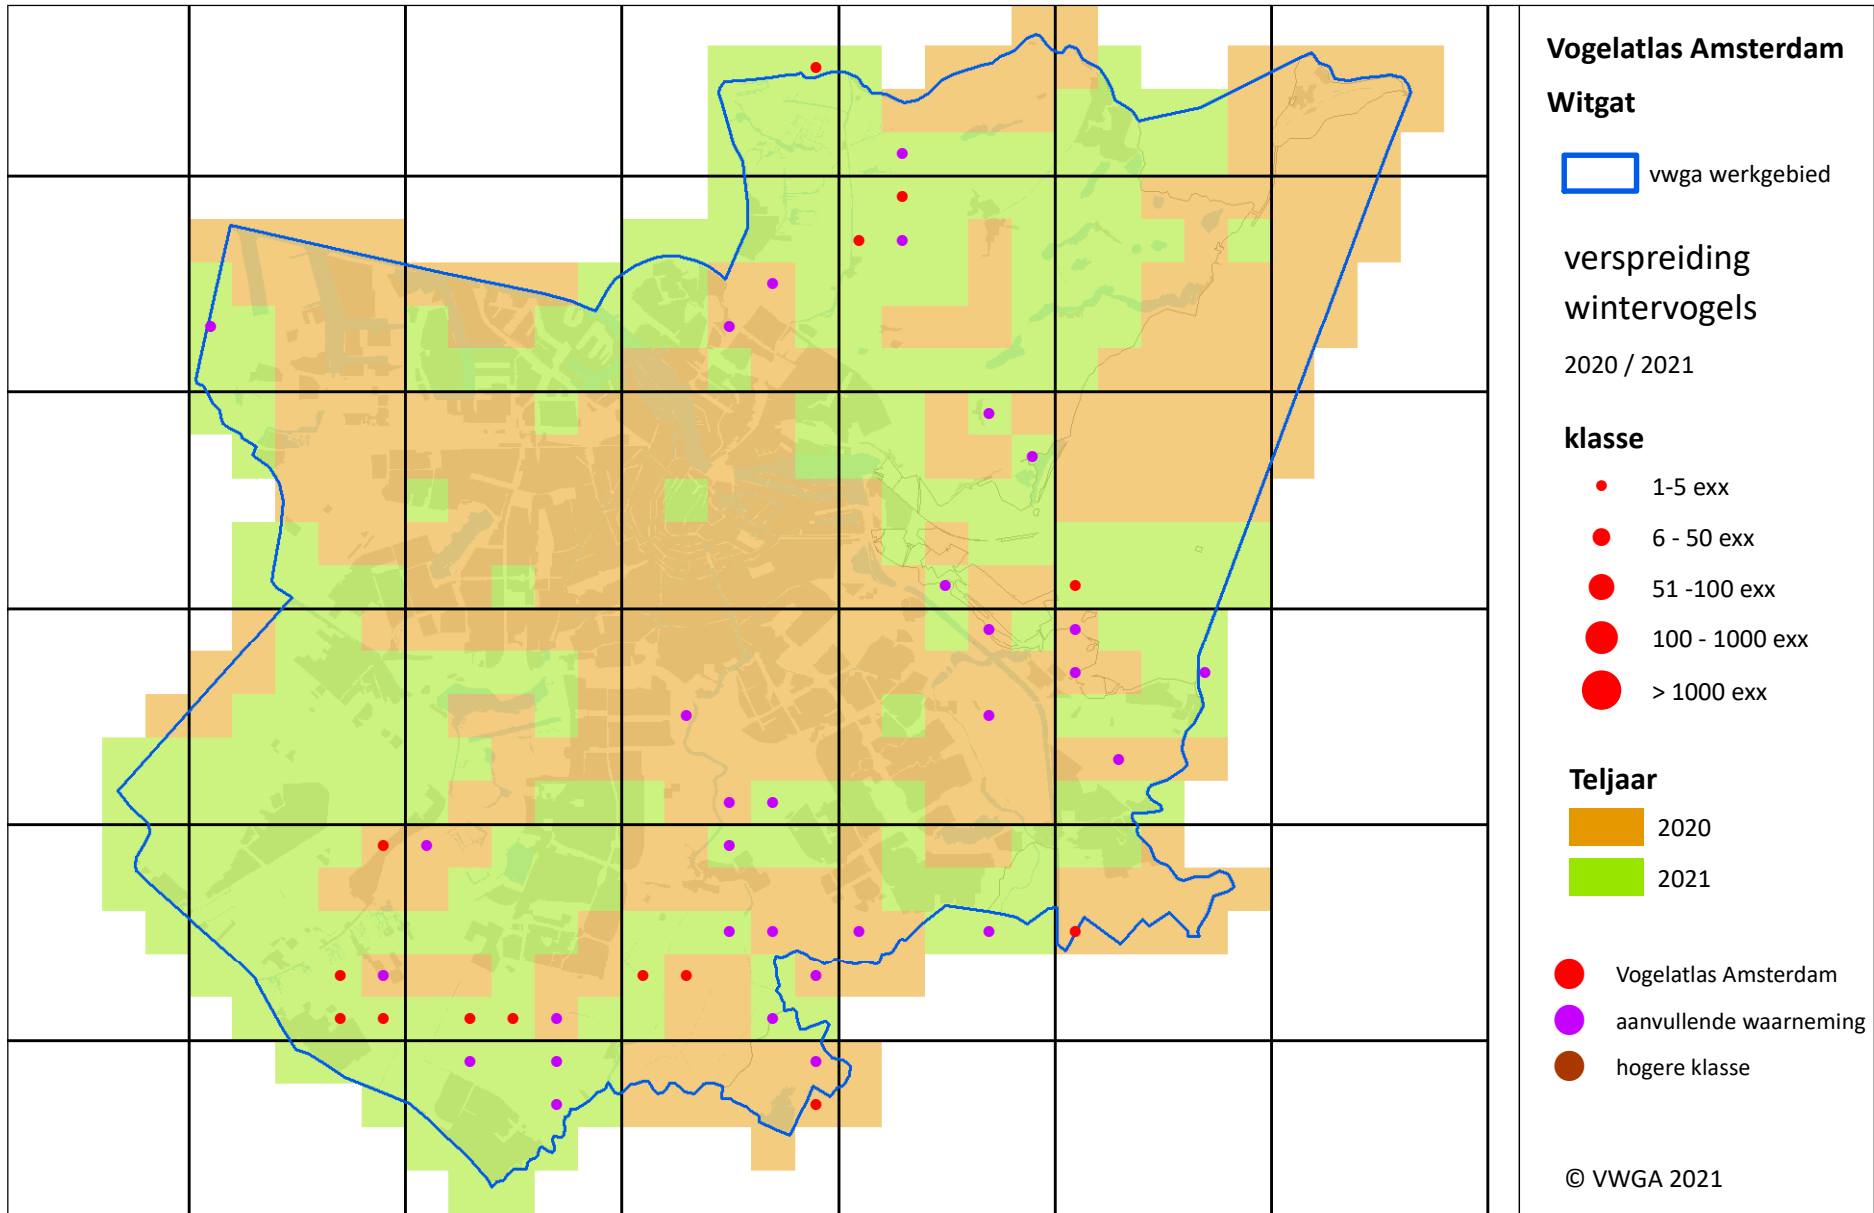 Vogelatlas Amsterdam
Witgat
vwga werkgebied
verspreiding
wintervogels
2020 / 2021
klasse
1-5 exx
6 - 50 exx
51 -100 exx
100 - 1000 exx
> 1000 exx
Teljaar
2020
2021
Vogelatlas Amsterdam
aanvullende waarneming
hogere klasse
© VWGA 2021